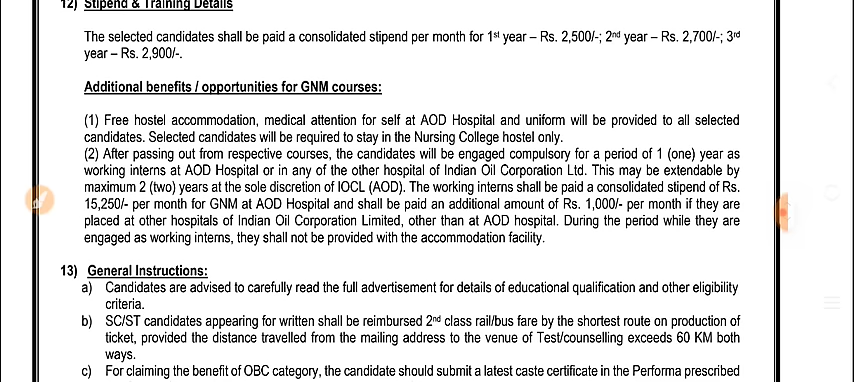 12) Stipend & Training Details
The selected candidates shall be paid a consolidated stipend per month for 1st year – Rs. 2,500/-; 2nd year – Rs. 2,700/-; 3rd
year – Rs. 2,900/-.
Additional benefits / opportunities for GNM courses:
(1) Free hostel accommodation, medical attention for self at AOD Hospital and uniform will be provided to all selected
candidates. Selected candidates will be required to stay in the Nursing College hostel only.
(2) After passing out from respective courses, the candidates will be engaged compulsory for a period of 1 (one) year as
working interns at AOD Hospital or in any of the other hospital of Indian Oil Corporation Ltd. This may be extendable by
maximum 2 (two) years at the sole discretion of IOCL (AOD). The working interns shall be paid a consolidated stipend of Rs.
15,250/- per month for GNM at AOD Hospital and shall be paid an additional amount of Rs. 1,000/- per month if they are
placed at other hospitals of Indian Oil Corporation Limited, other than at AOD hospital. During the period while they are
engaged as working interns, they shall not be provided with the accommodation facility.
13) General Instructions:
a) Candidates are advised to carefully read the full advertisement for details of educational qualification and other eligibility
criteria.
b) SC/ST candidates appearing for written shall be reimbursed 2nd class rail/bus fare by the shortest route on production of
ticket, provided the distance travelled from the mailing address to the venue of Test/counselling exceeds 60 KM both
ways.
c) For claiming the benefit of OBC category, the candidate should submit a latest caste certificate in the Performa prescribed